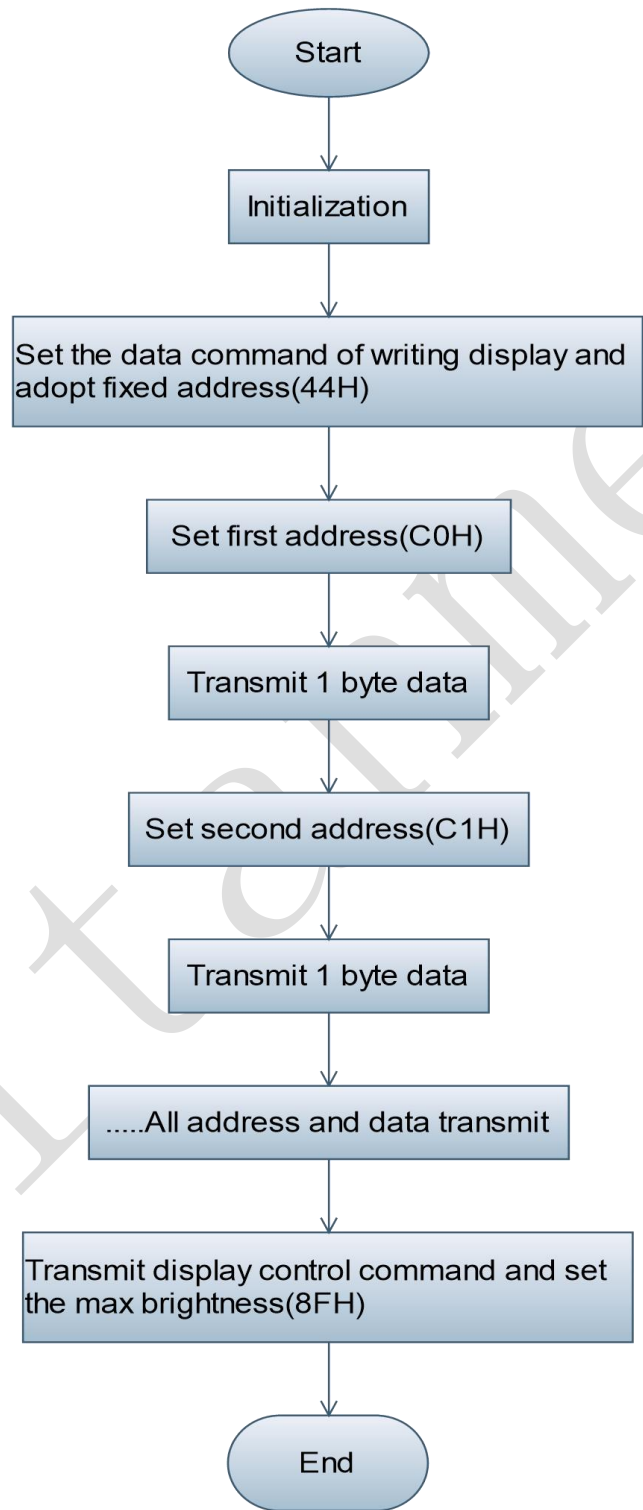 Start
Initialization
Set the data command of writing display and
adopt fixed address(44H)
Set first address(C0H)
Transmit 1 byte data
Set second address(C1H)
Transmit 1 byte data
.....All address and data transmit
Transmit display control command and set
the max brightness(8FH)
End